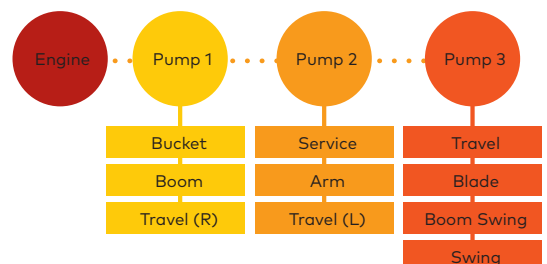 Engine
Pump 1
Pump 2
Pump 3
Bucket
Service
Travel
Boom
Arm
Blade
Travel (R)
Travel (L)
Boom Swing
Swing